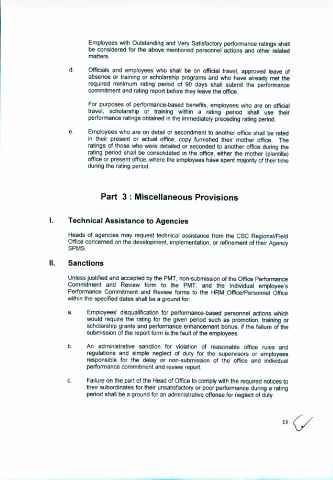 Employees with Outstanding and Very Satisfactory performance ratings shall
be considered for the above mentioned personnel actions and other related
matters.
d. Officials and employees who shall be on official travel, approved leave of
absence or training or scholarship programs and who have already met the
required minimum rating period of 90 days shall submit the performance
commitment and rating report before they leave the office.
For purposes of performance-based benefits, employees who are on official
travel, scholarship or training within a rating period shall use their
performance ratings obtained in the immediately preceding rating period.
e. Employees who are on detail or secondment to another office shall be rated
in their present or actual office, copy furnished their mother office. The
ratings of those who were detailed or seconded to another office during the
rating period shall be consolidated in the office, either the mother (plantilla)
office or present office, where the employees have spent majority of their time
during the rating period.
Part 3 : Miscellaneous Provisions
I. Technical Assistance to Agencies
Heads of agencies may request technical assistance from the CSC Regional/Field
Office concerned on the development, implementation, or refinement of their Agency
SPMS.
II. Sanctions
Unless justified and accepted by the PMT, non-submission of the Office Performance
Commitment and Review form to the PMT, and the Individual employee's
Performance Commitment and Review forms to the HRM Office/Personnel Office
within the specified dates shall be a ground for:
a. Employees' disqualification for performance-based personnel actions which
would require the rating for the given period such as promotion, training or
scholarship grants and performance enhancement bonus, if the failure of the
submission of the report form is the fault of the employees.
b. An administrative sanction for violation of reasonable office rules and
regulations and simple neglect of duty for the supervisors or employees
responsible for the delay or non-submission of the office and individual
performance commitment and review report.
c. Failure on the part of the Head of Office to comply with the required notices to
their subordinates for their unsatisfactory or poor performance during a rating
period shall be a ground for an administrative offense for neglect of duty.